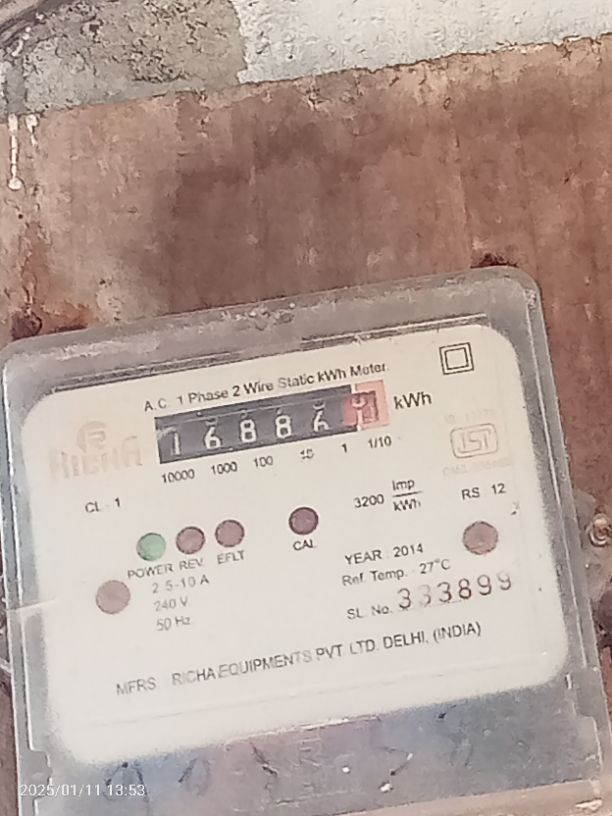 A.C. 1 Phase 2 Wire Static kWh Meter
RICHA
16886 kWh
10000 1000 100 10 1 1/10
CL - 1
3200 Imp/kWh
RS 12
POWER REV. EFLT
CAL
2.5-10 A
240 V
50 Hz.
YEARː 2014
Ref. Temp. - 27°C
SL. No. 333899
MFRS RICHA EQUIPMENTS PVT. LTD. DELHI, (INDIA)
2025/01/11 13:53